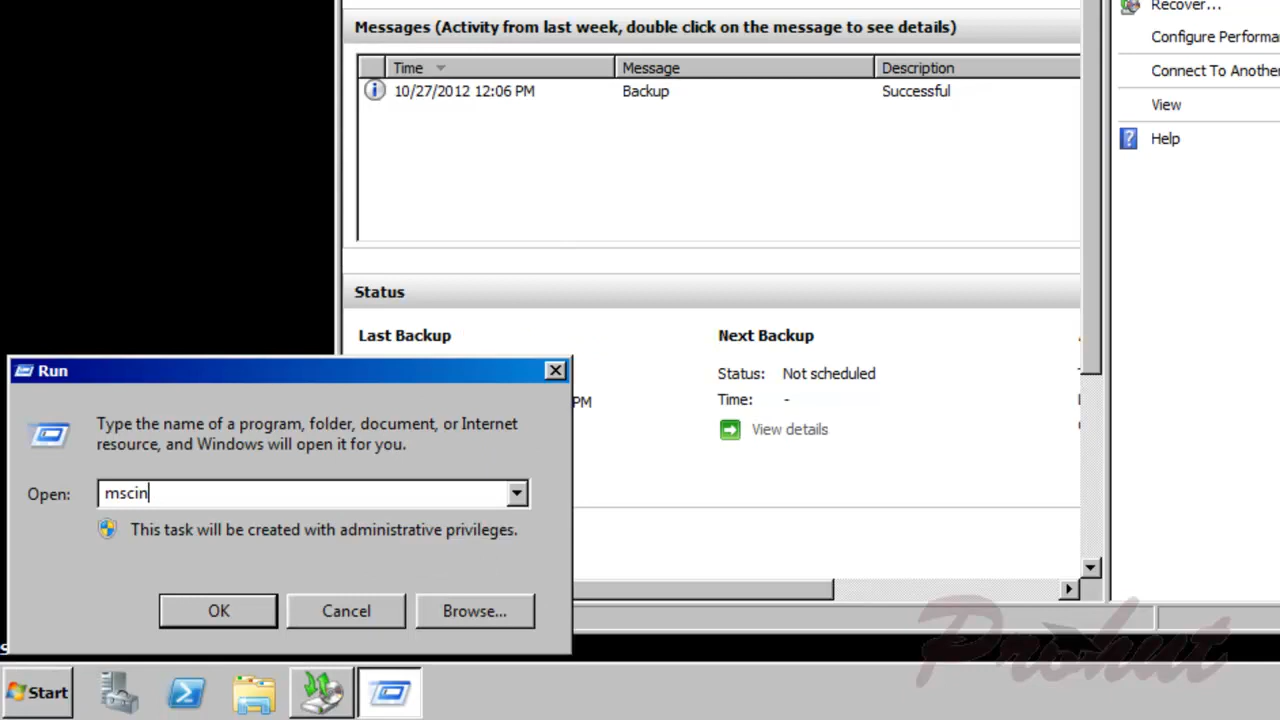 Recover...
Messages (Activity from last week, double click on the message to see details)
Configure Performa
Time Message Description
Connect To Another
10/27/2012 12:06 PM Backup Successful
View
Help
Status
Last Backup Next Backup
Run
Status: Not scheduled
Time: -
PM
View details
Type the name of a program, folder, document, or Internet
resource, and Windows will open it for you.
Open: mscin
This task will be created with administrative privileges.
OK Cancel Browse...
Prohut
Start